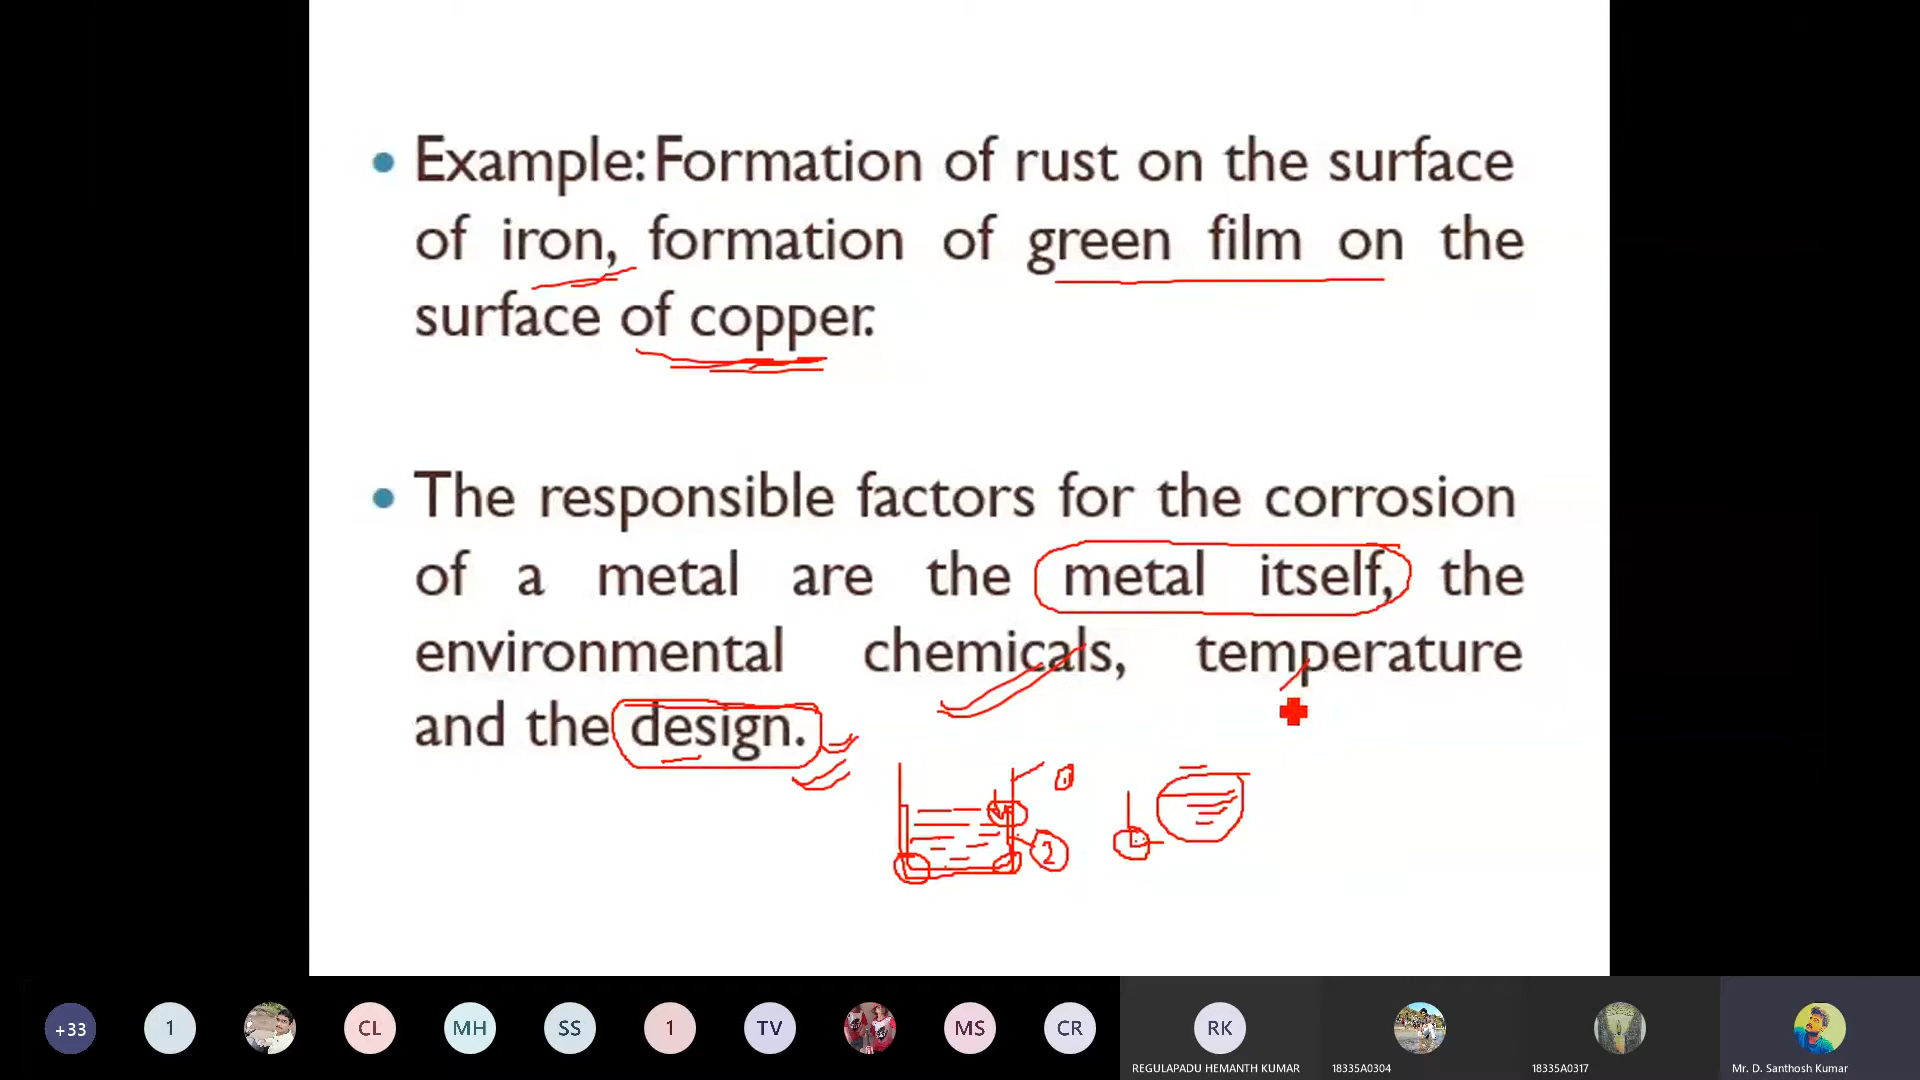 Example: Formation of rust on the surface
of iron, formation of green film on the
surface of copper.
The responsible factors for the corrosion
of a metal are the metal itself, the
environmental chemicals, temperature
and the design.
1
2
+33
1
CL
MH
SS
1
TV
MS
CR
RK
REGULAPADU HEMANTH KUMAR
18335A0304
18335A0317
Mr. D. Santhosh Kumar